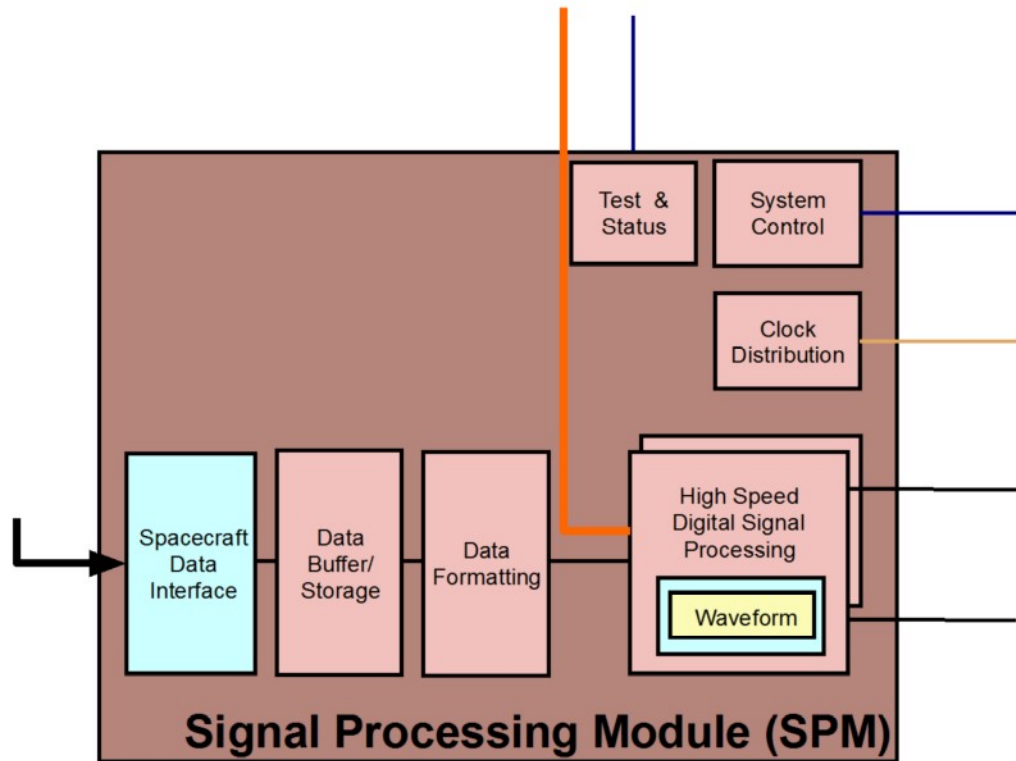 Test &
Status
System
Control
Clock
Distribution
Spacecraft
Data
Interface
Data
Buffer/
Storage
Data
Formatting
High Speed
Digital Signal
Processing
Waveform
Signal Processing Module (SPM)